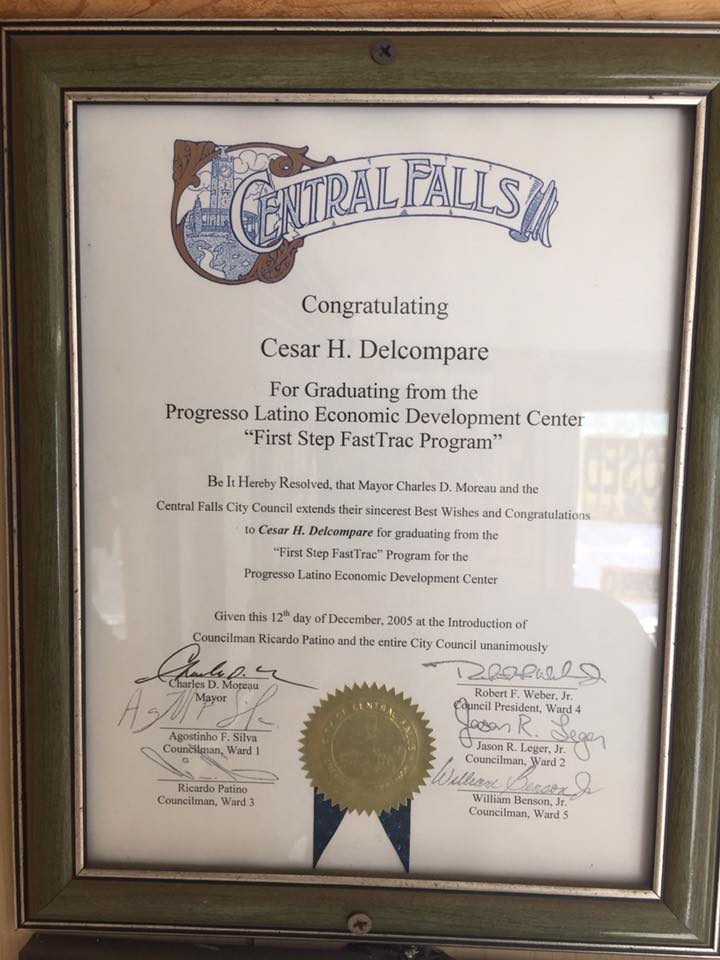 CENTRAL FALLS
Congratulating
Cesar H. Delcompare
For Graduating from the
Progresso Latino Economic Development Center
“First Step FastTrac Program”
Be It Hereby Resolved, that Mayor Charles D. Moreau and the
Central Falls City Council extends their sincerest Best Wishes and Congratulations
to Cesar H. Delcompare for graduating from the
“First Step FastTrac” Program for the
Progresso Latino Economic Development Center
Given this 12th day of December, 2005 at the Introduction of
Councilman Ricardo Patino and the entire City Council unanimously
Charles D. Moreau
Mayor
Agostinho F. Silva
Councilman, Ward 1
Ricardo Patino
Councilman, Ward 3
Robert F. Weber, Jr.
Council President, Ward 4
Jason R. Leger
Jason R. Leger, Jr.
Councilman, Ward 2
William Benson Jr
William Benson, Jr.
Councilman, Ward 5
OF CENTRAL FALLS